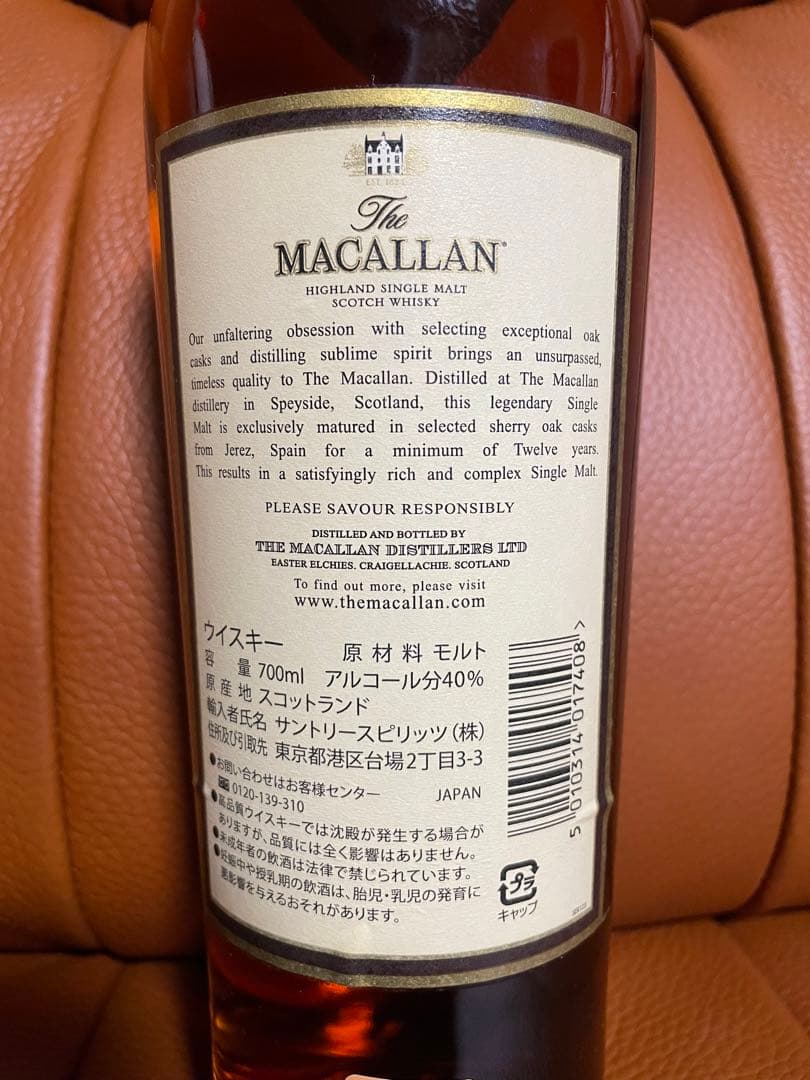 EST. 1824
The
MACALLAN®
HIGHLAND SINGLE MALT
SCOTCH WHISKY
Our unfaltering obsession with selecting exceptional oak
casks and distilling sublime spirit brings an unsurpassed,
timeless quality to The Macallan. Distilled at The Macallan
distillery in Speyside, Scotland, this legendary Single
Malt is exclusively matured in selected sherry oak casks
from Jerez, Spain for a minimum of Twelve years.
This results in a satisfyingly rich and complex Single Malt.
PLEASE SAVOUR RESPONSIBLY
DISTILLED AND BOTTLED BY
THE MACALLAN DISTILLERS LTD
EASTER ELCHIES. CRAIGELLACHIE. SCOTLAND
To find out more, please visit
www.themacallan.com
ウイスキー 原材料 モルト
容量 700ml アルコール分40%
原産地 スコットランド
輸入者氏名 サントリースピリッツ(株)
住所及び引取先 東京都港区台場2丁目3-3
●お問い合わせはお客様センター JAPAN
0120-139-310
●高品質ウイスキーでは沈殿が発生する場合が
ありますが、品質には全く影響はありません。
●未成年者の飲酒は法律で禁じられています。
●妊娠中や授乳期の飲酒は、胎児・乳児の発育に
悪影響を与えるおそれがあります。
5 010314 017408 >
プラ
キャップ